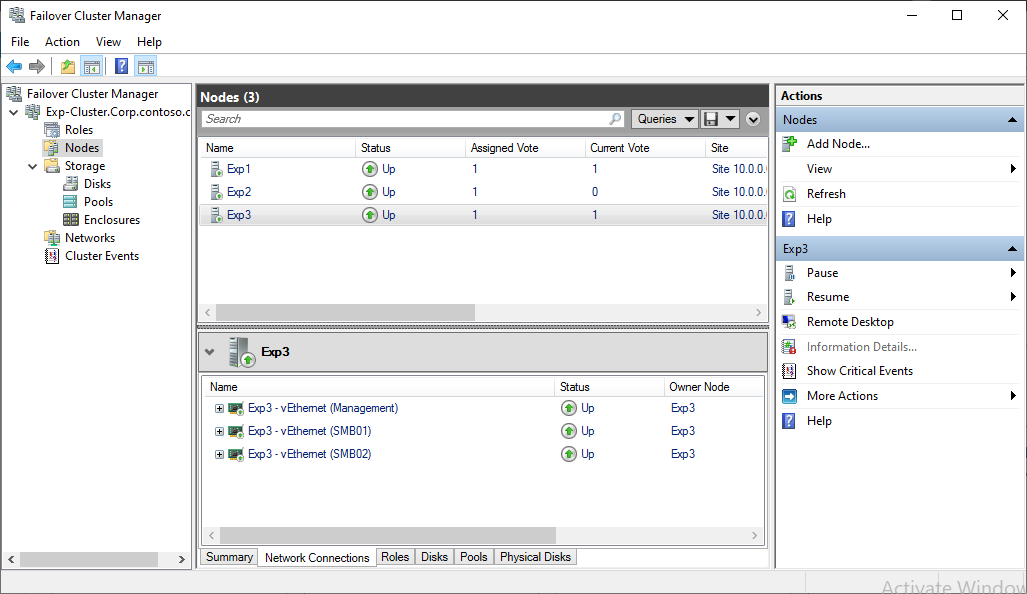 Failover Cluster Manager
File Action View Help
Failover Cluster Manager
Exp-Cluster.Corp.contoso.c
Roles
Nodes
Storage
Disks
Pools
Enclosures
Networks
Cluster Events
Nodes (3)
Search Queries
Name Status Assigned Vote Current Vote Site
Exp1 Up 1 1 Site 10.0.0.
Exp2 Up 1 0 Site 10.0.0.
Exp3 Up 1 1 Site 10.0.0.
Exp3
Name Status Owner Node
Exp3 - vEthernet (Management) Up Exp3
Exp3 - vEthernet (SMB01) Up Exp3
Exp3 - vEthernet (SMB02) Up Exp3
Summary Network Connections Roles Disks Pools Physical Disks
Actions
Nodes
Add Node...
View
Refresh
Help
Exp3
Pause
Resume
Remote Desktop
Information Details...
Show Critical Events
More Actions
Help
Activate Window